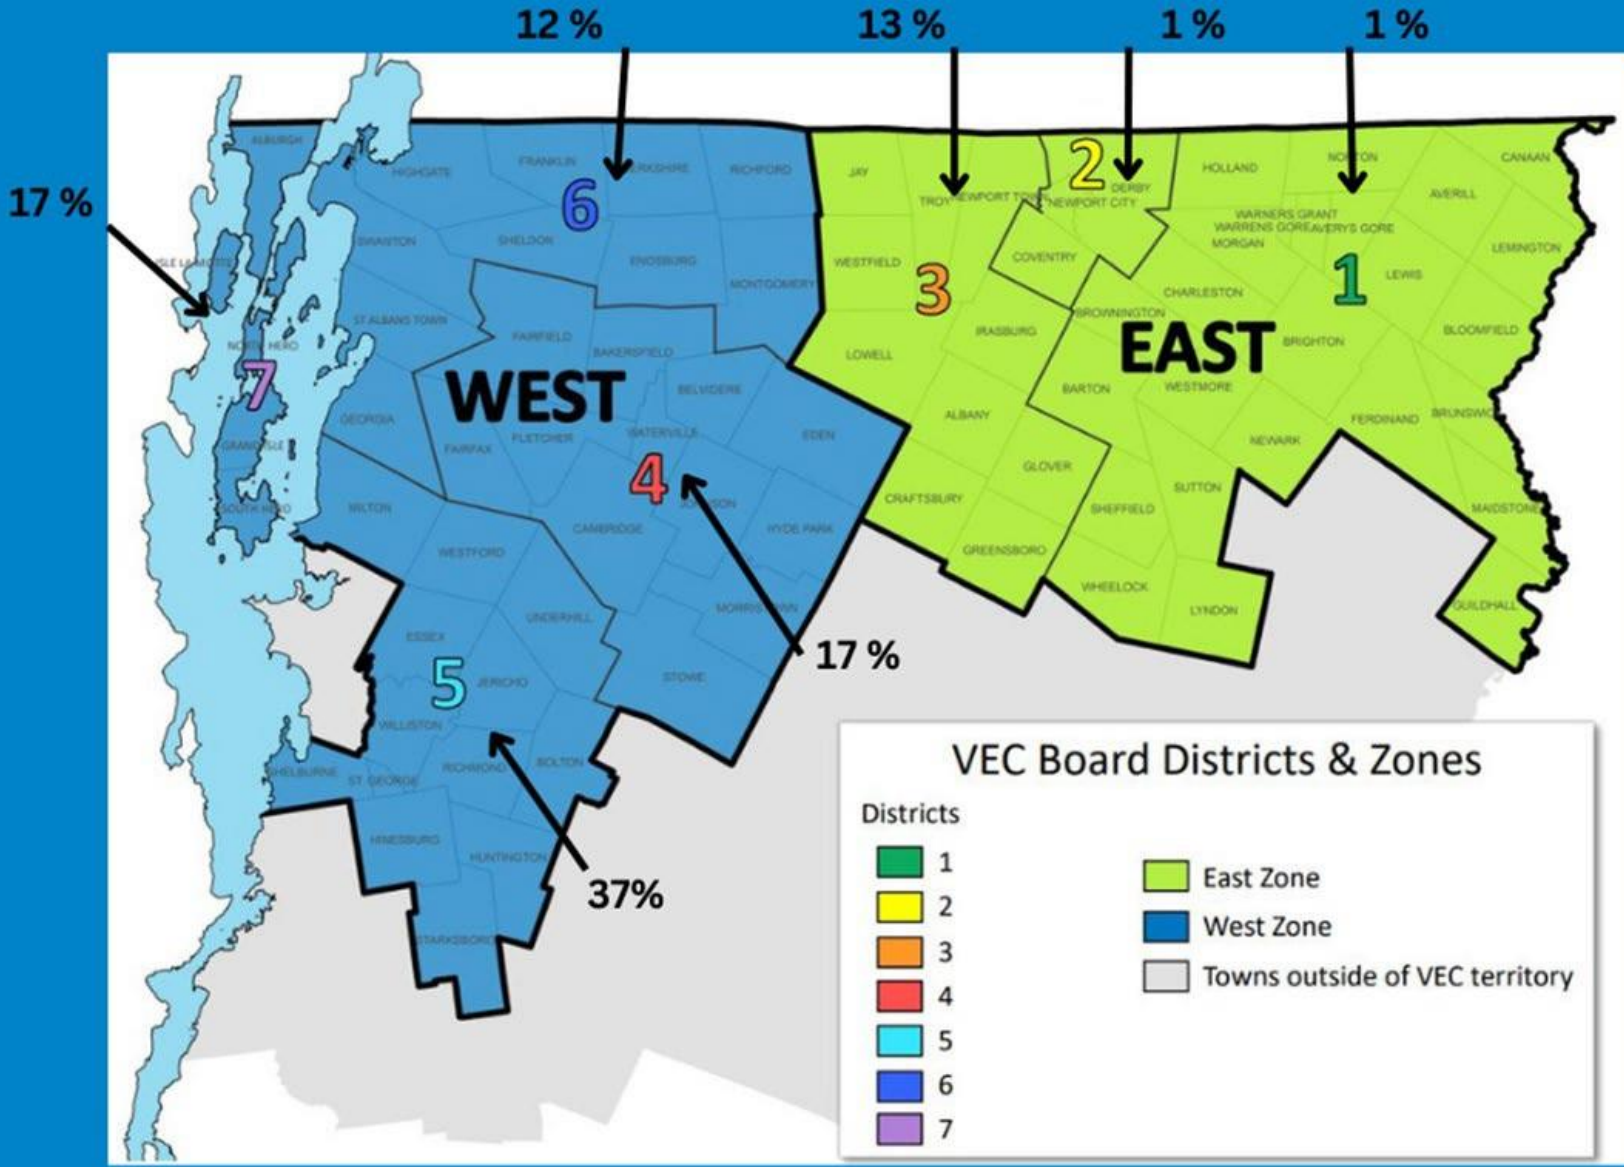 12 %
13 %
1 %
1 %
17 %
ALBURGH
HIGHGATE
FRANKLIN
RICHFORD
6
JAY
TROY
NEWPORT TOWN
2
DERBY
NEWPORT CITY
HOLLAND
NORTON
CANAAN
AVERILL
WARNERS GRANT
WARRENS GORE
AVERYS GORE
MORGAN
SWANTON
SHELDON
ENOSBURG
MONTGOMERY
WESTFIELD
3
COVENTRY
1
LEWIS
LEMINGTON
ISLE LA MOTTE
CHARLESTON
BROWNINGTON
EAST
BRIGHTON
BLOOMFIELD
ST ALBANS TOWN
FAIRFIELD
BAKERSFIELD
IRASBURG
LOWELL
NORTH HERO
7
WEST
BELVIDERE
BARTON
WESTMORE
GEORGIA
FAIRFAX
FLETCHER
WATERVILLE
EDEN
ALBANY
FERDINAND
NEWARK
GRAND ISLE
4
GLOVER
SUTTON
CRAFTSBURY
SHEFFIELD
MAIDSTONE
SOUTH HERO
MILTON
CAMBRIDGE
HYDE PARK
WESTFORD
GREENSBORO
WHEELOCK
LYNDON
GUILDHALL
UNDERHILL
ESSEX
5
JERICHO
STOWE
17 %
WILLISTON
SHELBURNE
ST GEORGE
RICHMOND
BOLTON
HINESBURG
HUNTINGTON
37%
STARKSBORO
VEC Board Districts & Zones
Districts
1
2
3
4
5
6
7
East Zone
West Zone
Towns outside of VEC territory